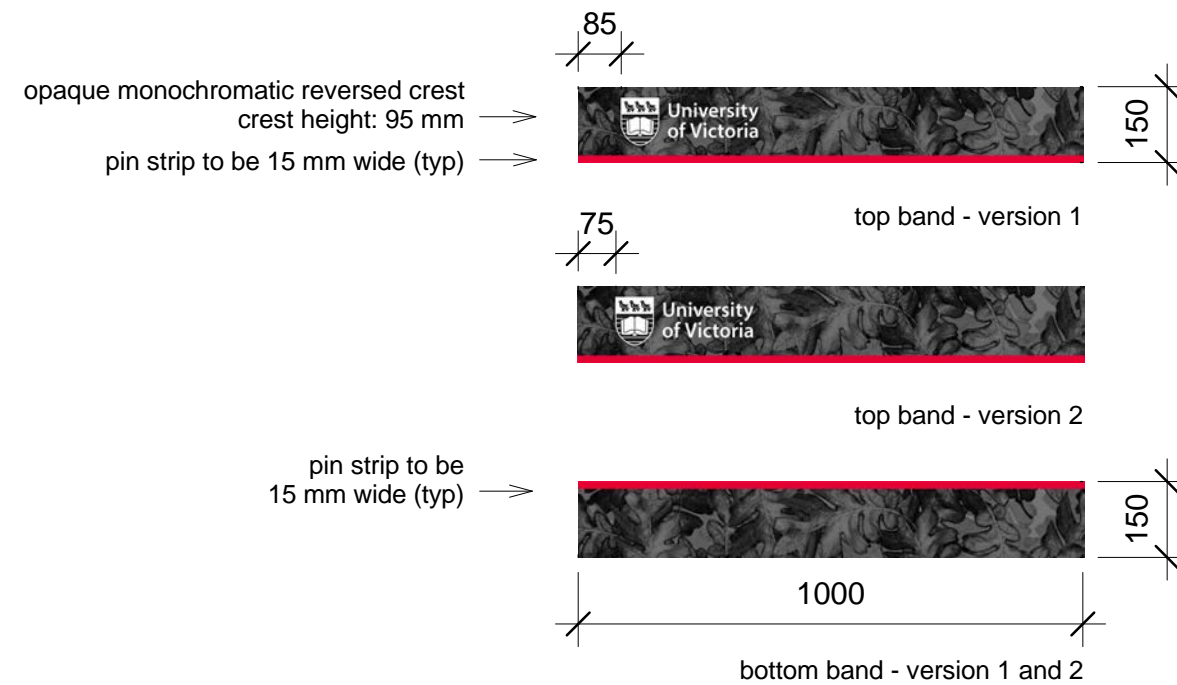 85
opaque monochromatic reversed crest
crest height: 95 mm
pin strip to be 15 mm wide (typ)
University
of Victoria
150
top band - version 1
75
University
of Victoria
top band - version 2
pin strip to be
15 mm wide (typ)
150
1000
bottom band - version 1 and 2